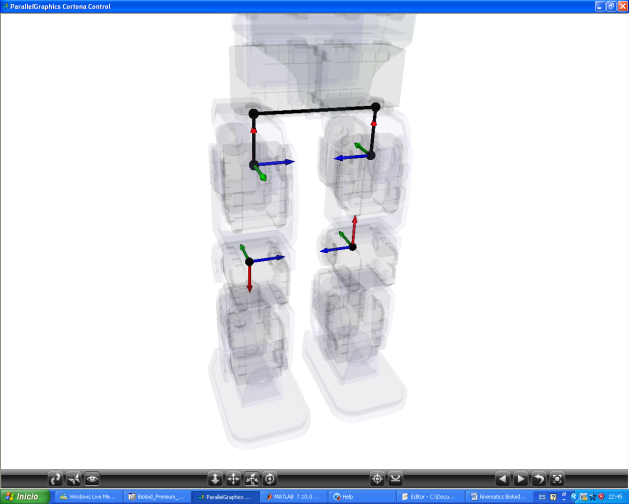 ParallelGraphics Cortona Control
Inicio
Windows Live Me...
Bioloid_Premium_...
ParallelGraphics ...
MATLAB 7.10.0 ...
Help
Editor - C:\Docu...
kinematics Bioloid...
ES
22:45